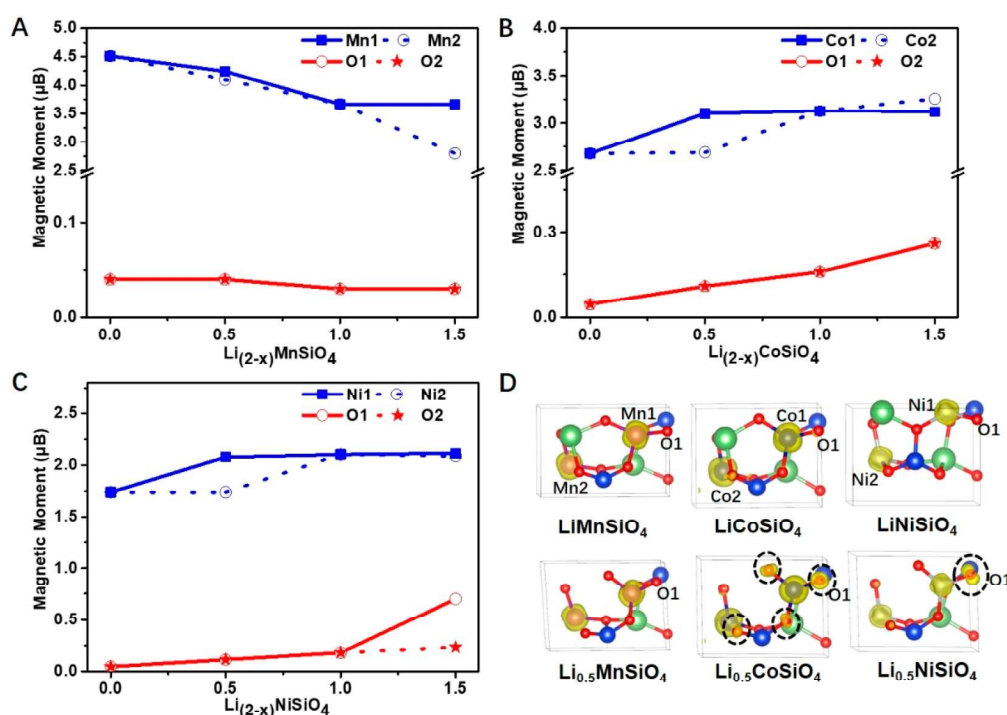 A
5.0
4.5
4.0
3.5
3.0
2.5
0.1
0.0
Magnetic Moment (µB)
Mn1 Mn2
O1 O2
0.0 0.5 1.0 1.5
Li(2-x)MnSiO4
B
4.0
3.5
3.0
2.5
0.3
0.0
Magnetic Moment (µB)
Co1 Co2
O1 O2
0.0 0.5 1.0 1.5
Li(2-x)CoSiO4
C
2.5
2.0
1.5
1.0
0.5
0.0
Magnetic Moment (µB)
Ni1 Ni2
O1 O2
0.0 0.5 1.0 1.5
Li(2-x)NiSiO4
D
Mn1
O1
Mn2
LiMnSiO4
Co1
O1
Co2
LiCoSiO4
Ni1
O1
Ni2
LiNiSiO4
O1
Li0.5MnSiO4
O1
Li0.5CoSiO4
O1
Li0.5NiSiO4